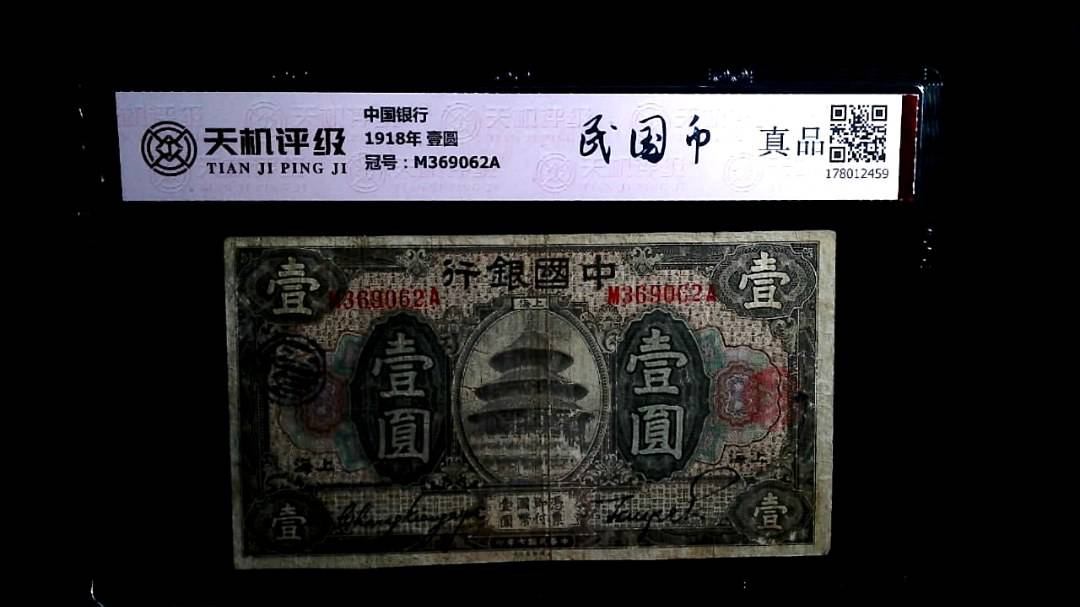 天机评级
TIAN JI PING JI
中国银行
1918年 壹圆
冠号：M369062A
民国币
真品
178012459
行銀國中
壹
壹
M369062A
M369062A
海上
壹圓
壹圓
海上
海上
壹
壹